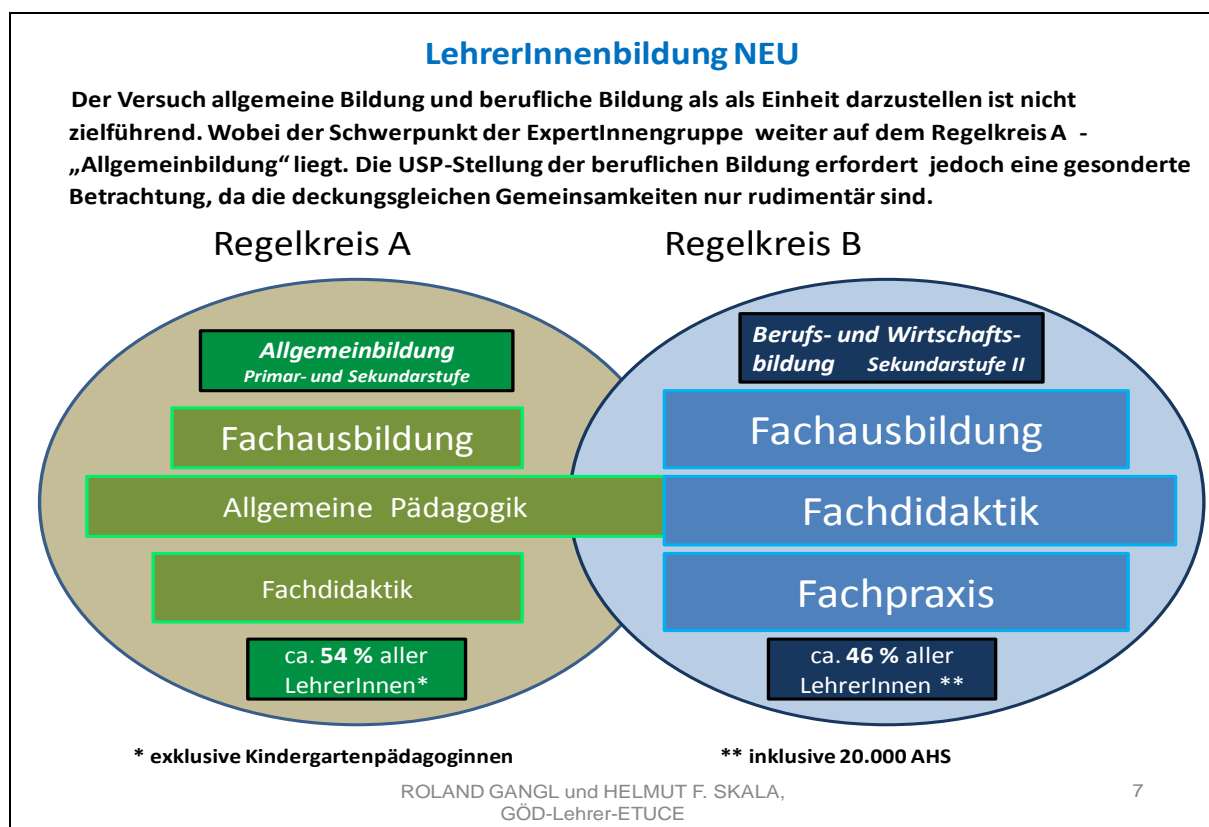 LehrerInnenbildung NEU
Der Versuch allgemeine Bildung und berufliche Bildung als als Einheit darzustellen ist nicht
zielführend. Wobei der Schwerpunkt der ExpertInnengruppe weiter auf dem Regelkreis A -
„Allgemeinbildung“ liegt. Die USP-Stellung der beruflichen Bildung erfordert jedoch eine gesonderte
Betrachtung, da die deckungsgleichen Gemeinsamkeiten nur rudimentär sind.
Regelkreis A
Allgemeinbildung
Primar- und Sekundarstufe
Fachausbildung
Allgemeine Pädagogik
Fachdidaktik
ca. 54 % aller
LehrerInnen*
* exklusive Kindergartenpädagoginnen
Regelkreis B
Berufs- und Wirtschafts-
bildung Sekundarstufe II
Fachausbildung
Fachdidaktik
Fachpraxis
ca. 46 % aller
LehrerInnen **
** inklusive 20.000 AHS
ROLAND GANGL und HELMUT F. SKALA,
GÖD-Lehrer-ETUCE
7